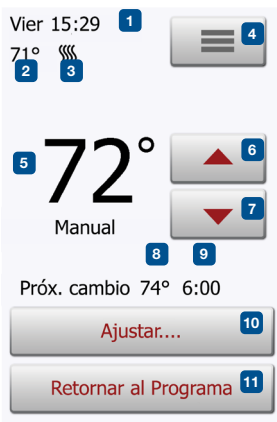 Vier 15:29 1
4
71°
2 3
5 72° 6
7
Manual
8 9
Próx. cambio 74° 6:00
Ajustar.... 10
Retornar al Programa 11